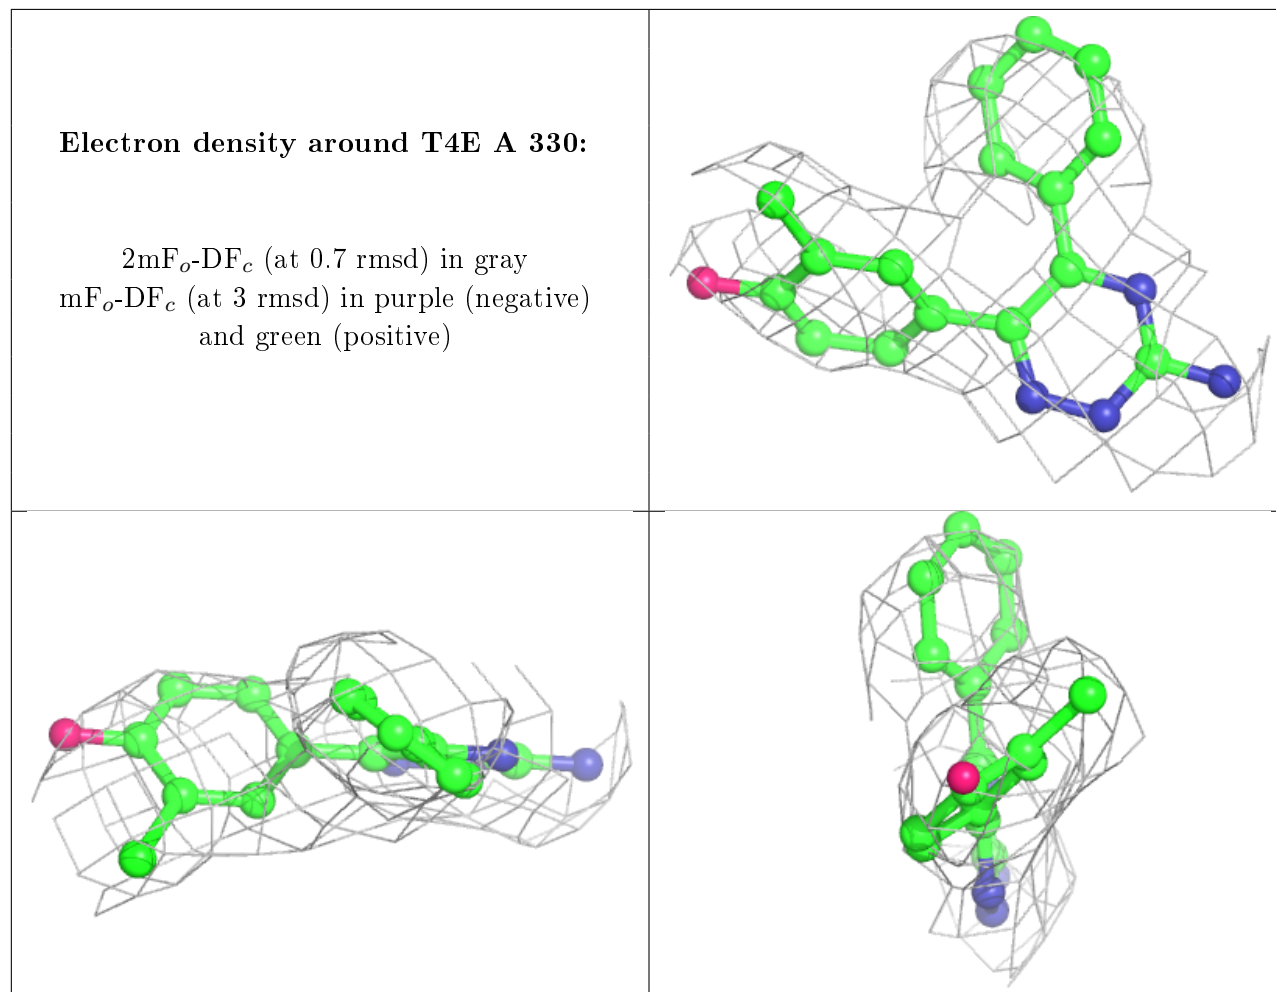 Electron density around T4E A 330:
2mFₒ-DF𝒸 (at 0.7 rmsd) in gray
mFₒ-DF𝒸 (at 3 rmsd) in purple (negative)
and green (positive)